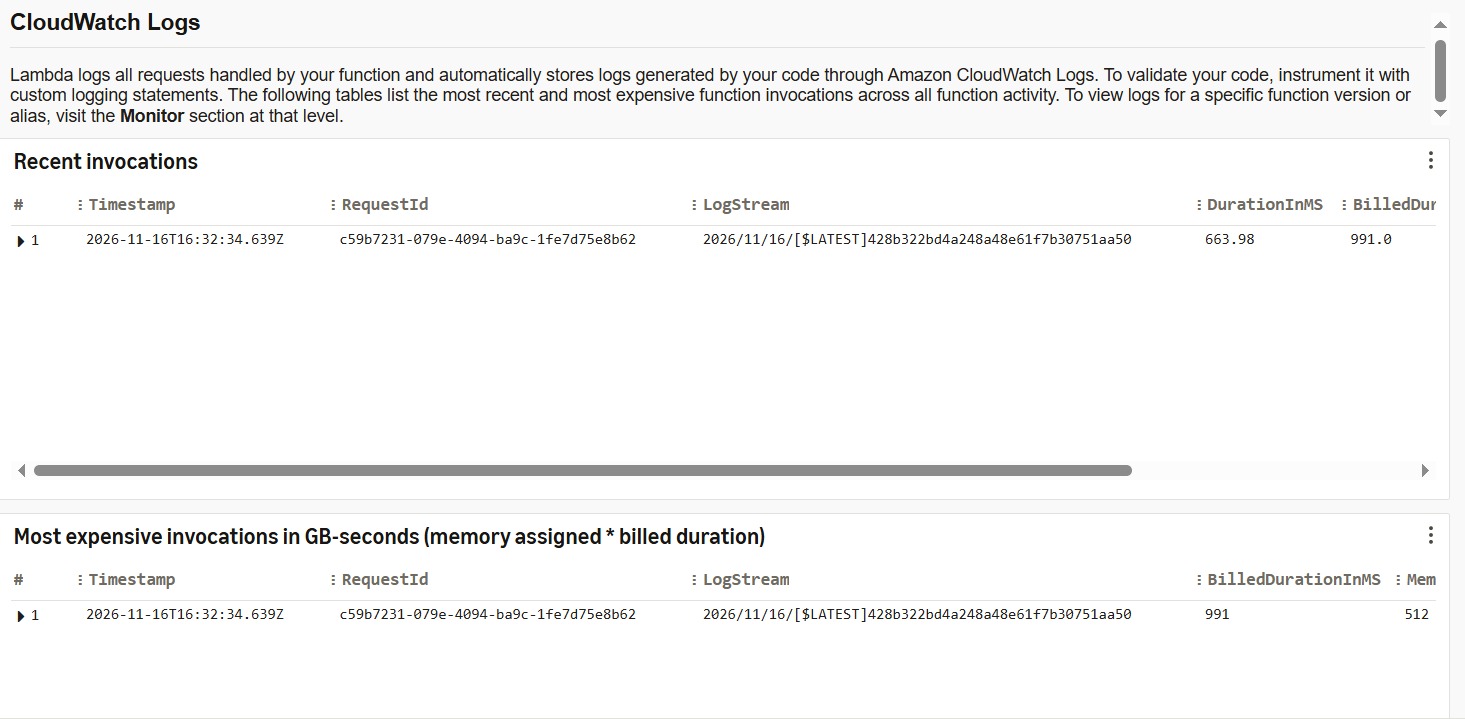 CloudWatch Logs
Lambda logs all requests handled by your function and automatically stores logs generated by your code through Amazon CloudWatch Logs. To validate your code, instrument it with
custom logging statements. The following tables list the most recent and most expensive function invocations across all function activity. To view logs for a specific function version or
alias, visit the Monitor section at that level.
Recent invocations
# Timestamp RequestId LogStream DurationInMS BilledDur
1 2026-11-16T16:32:34.639Z c59b7231-079e-4094-ba9c-1fe7d75e8b62 2026/11/16/[$LATEST]428b322bd4a248a48e61f7b30751aa50 663.98 991.0
Most expensive invocations in GB-seconds (memory assigned * billed duration)
# Timestamp RequestId LogStream BilledDurationInMS Mem
1 2026-11-16T16:32:34.639Z c59b7231-079e-4094-ba9c-1fe7d75e8b62 2026/11/16/[$LATEST]428b322bd4a248a48e61f7b30751aa50 991 512